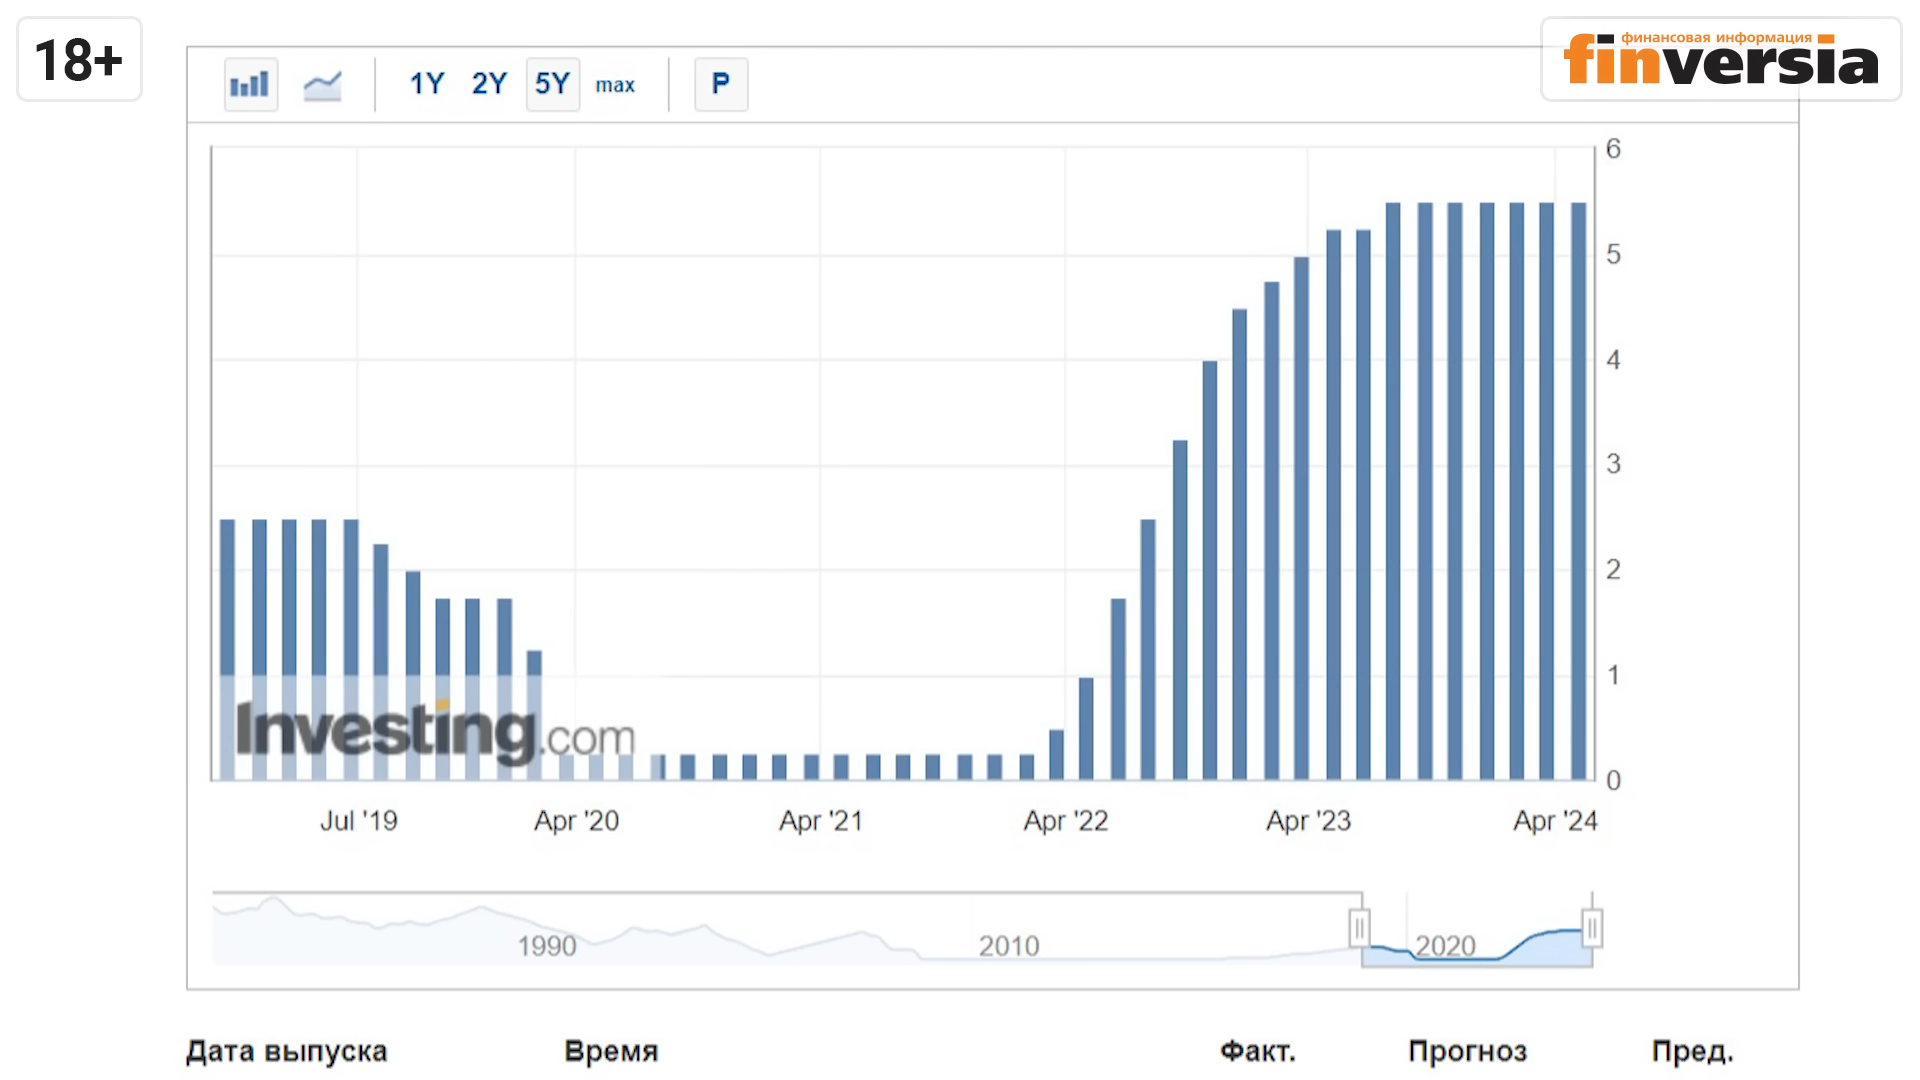 18+
финансовая информация
finversia
1Y 2Y 5Y max P
6
5
4
3
2
1
0
Investing.com
Jul '19 Apr '20 Apr '21 Apr '22 Apr '23 Apr '24
1990 2010 2020
Дата выпуска Время Факт. Прогноз Пред.